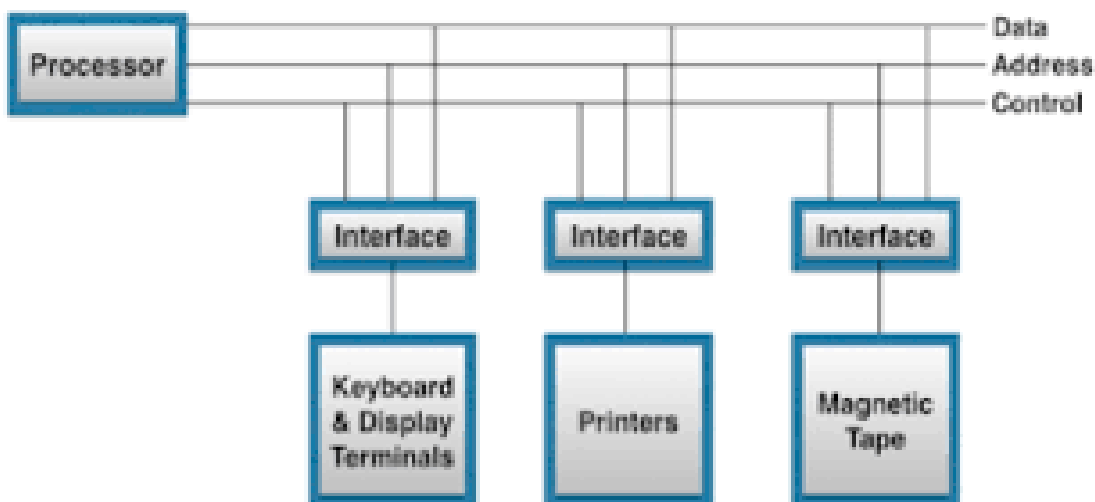 Processor
Data
Address
Control
Interface
Interface
Interface
Keyboard
& Display
Terminals
Printers
Magnetic
Tape